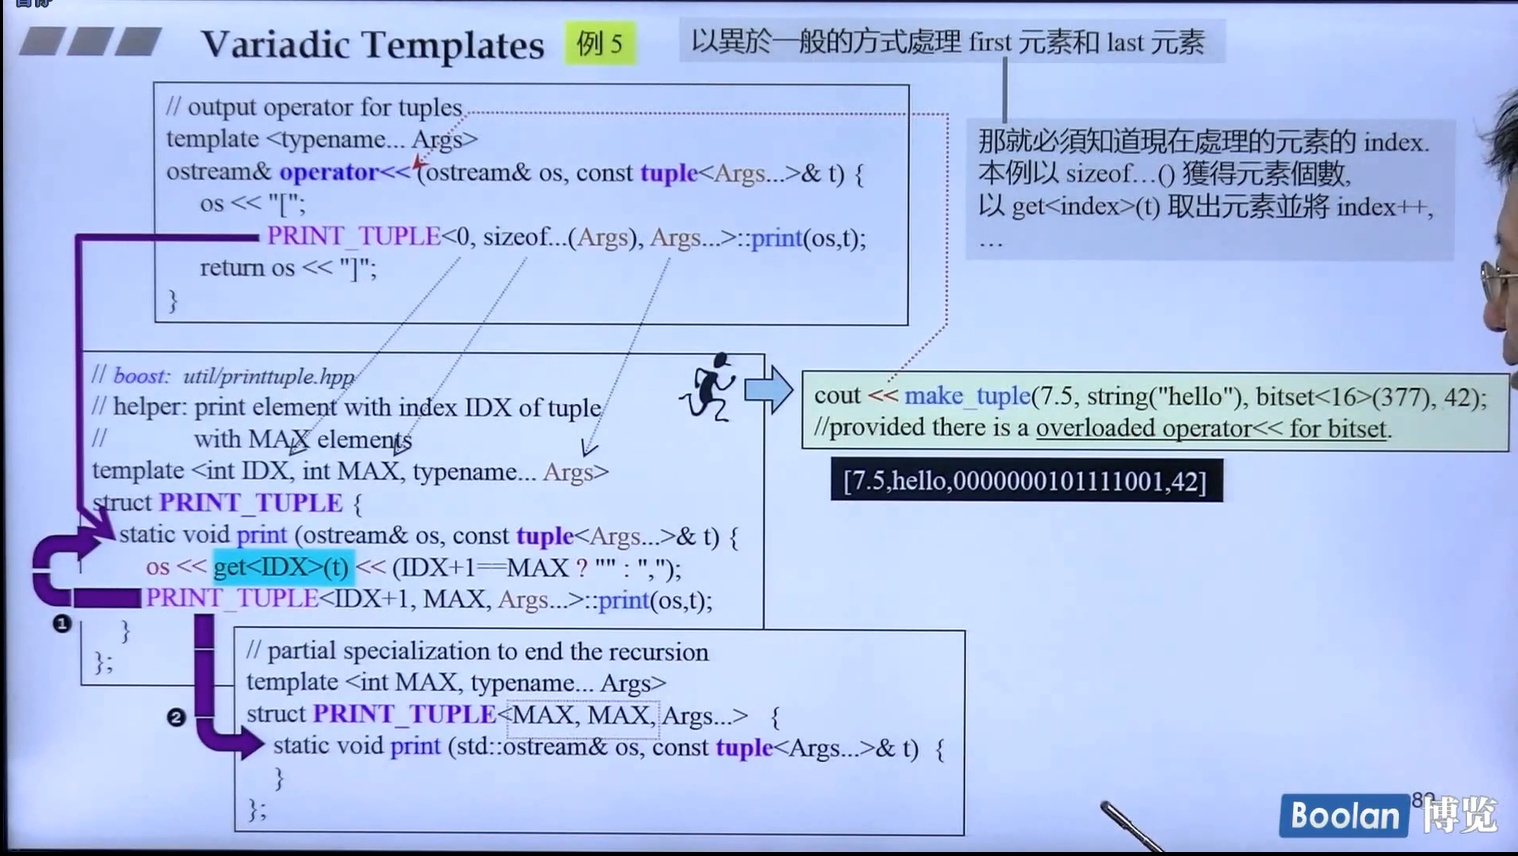 暂停
Variadic Templates
例 5
以異於一般的方式處理 first 元素和 last 元素
那就必須知道現在處理的元素的 index.
本例以 sizeof…() 獲得元素個數,
以 get<index>(t) 取出元素並將 index++,
…
// output operator for tuples
template <typename... Args>
ostream& operator<< (ostream& os, const tuple<Args...>& t) {
os << "[";
PRINT_TUPLE<0, sizeof...(Args), Args...>::print(os,t);
return os << "]";
}
// boost: util/printtuple.hpp
// helper: print element with index IDX of tuple
// with MAX elements
template <int IDX, int MAX, typename... Args>
struct PRINT_TUPLE {
static void print (ostream& os, const tuple<Args...>& t) {
os << get<IDX>(t) << (IDX+1==MAX ? "" : ",");
PRINT_TUPLE<IDX+1, MAX, Args...>::print(os,t);
}
};
❶
❷
// partial specialization to end the recursion
template <int MAX, typename... Args>
struct PRINT_TUPLE<MAX, MAX, Args...> {
static void print (std::ostream& os, const tuple<Args...>& t) {
}
};
cout << make_tuple(7.5, string("hello"), bitset<16>(377), 42);
//provided there is a overloaded operator<< for bitset.
[7.5,hello,0000000101111001,42]
Boolan 博览